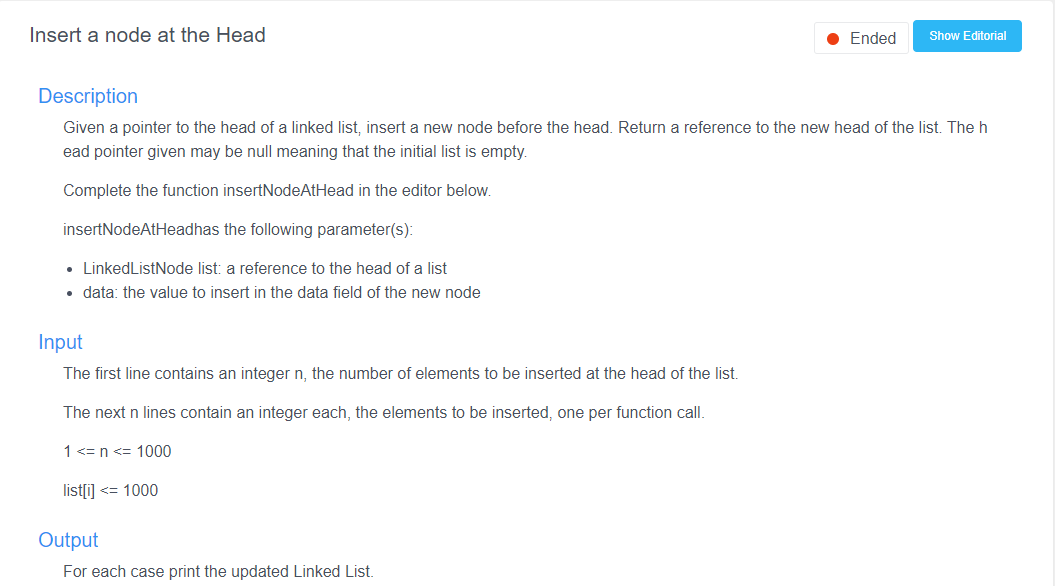 Insert a node at the Head
Ended
Show Editorial
Description
Given a pointer to the head of a linked list, insert a new node before the head. Return a reference to the new head of the list. The h
ead pointer given may be null meaning that the initial list is empty.
Complete the function insertNodeAtHead in the editor below.
insertNodeAtHeadhas the following parameter(s):
• LinkedListNode list: a reference to the head of a list
• data: the value to insert in the data field of the new node
Input
The first line contains an integer n, the number of elements to be inserted at the head of the list.
The next n lines contain an integer each, the elements to be inserted, one per function call.
1 <= n <= 1000
list[i] <= 1000
Output
For each case print the updated Linked List.